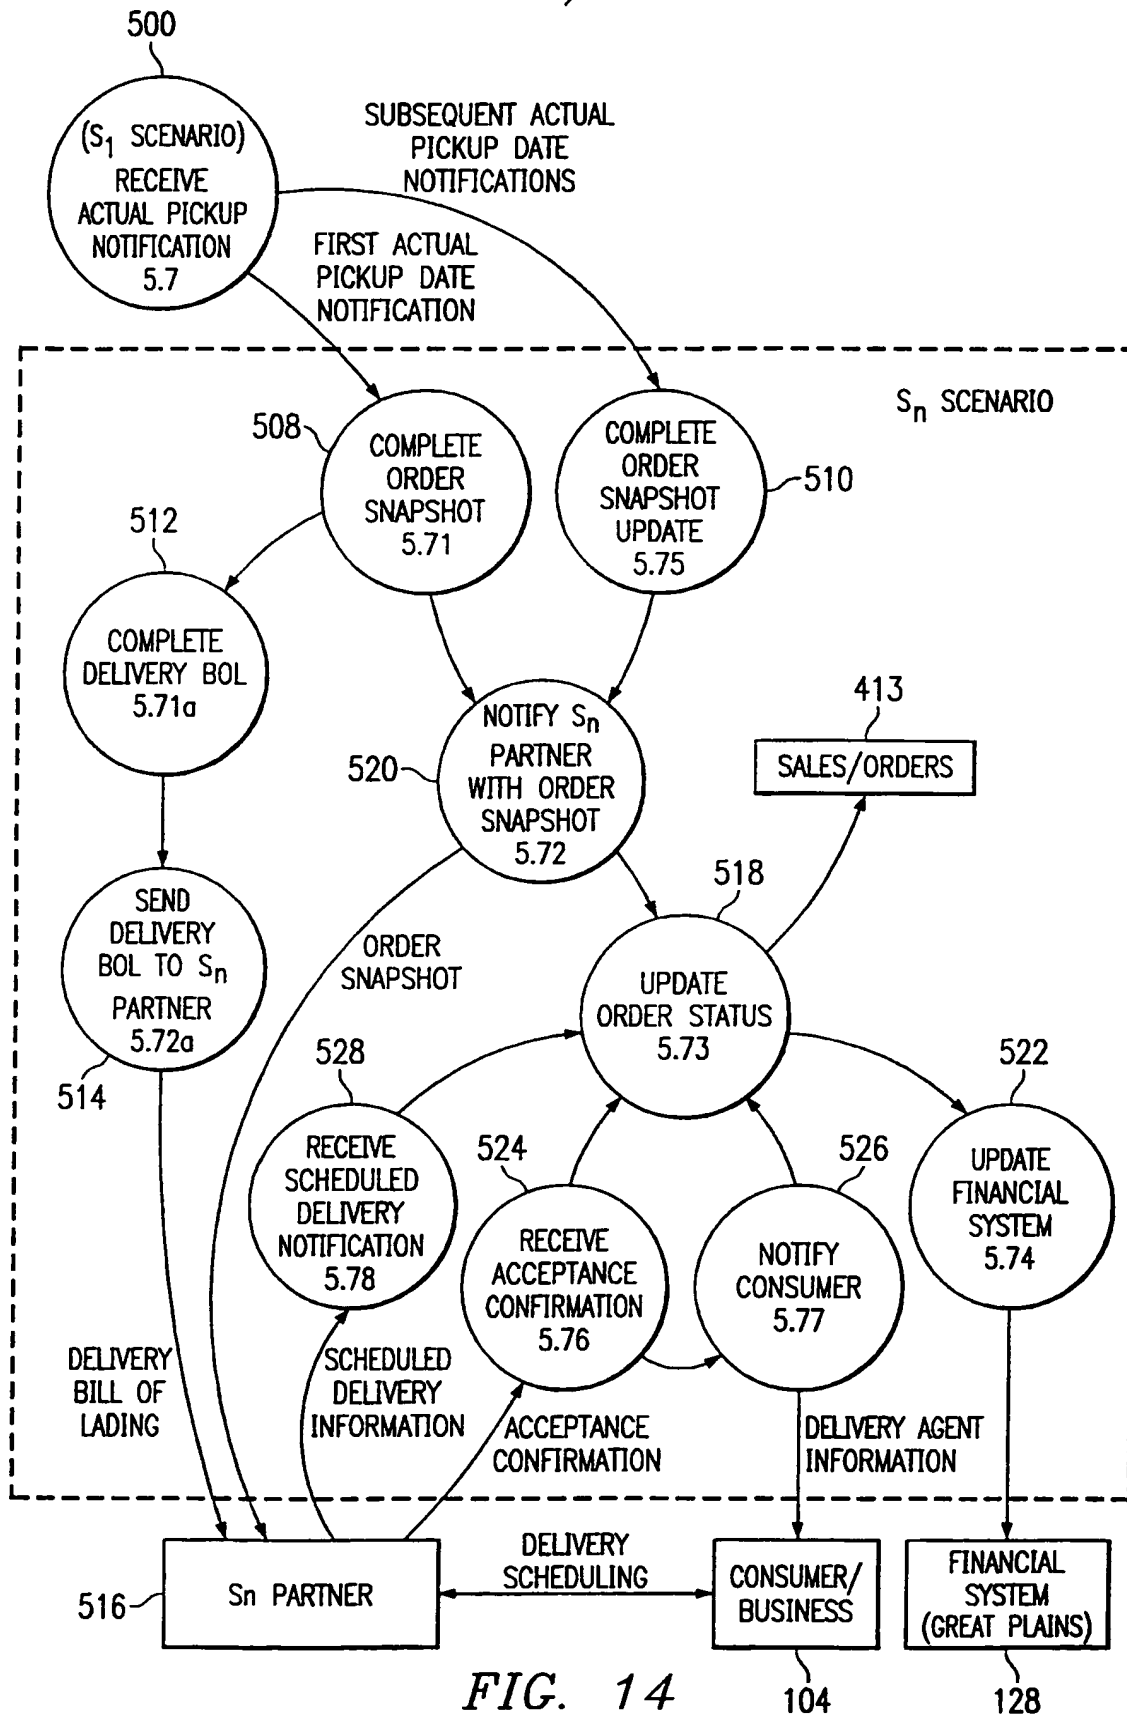 500
(S1 SCENARIO)
RECEIVE
ACTUAL PICKUP
NOTIFICATION
5.7
SUBSEQUENT ACTUAL
PICKUP DATE
NOTIFICATIONS
FIRST ACTUAL
PICKUP DATE
NOTIFICATION
Sn SCENARIO
508
COMPLETE
ORDER
SNAPSHOT
5.71
COMPLETE
ORDER
SNAPSHOT
UPDATE
5.75
510
512
COMPLETE
DELIVERY BOL
5.71a
520
NOTIFY Sn
PARTNER
WITH ORDER
SNAPSHOT
5.72
413
SALES/ORDERS
SEND
DELIVERY
BOL TO Sn
PARTNER
5.72a
514
ORDER
SNAPSHOT
518
UPDATE
ORDER STATUS
5.73
528
RECEIVE
SCHEDULED
DELIVERY
NOTIFICATION
5.78
524
RECEIVE
ACCEPTANCE
CONFIRMATION
5.76
526
NOTIFY
CONSUMER
5.77
522
UPDATE
FINANCIAL
SYSTEM
5.74
DELIVERY
BILL OF
LADING
SCHEDULED
DELIVERY
INFORMATION
ACCEPTANCE
CONFIRMATION
DELIVERY AGENT
INFORMATION
516
Sn PARTNER
DELIVERY
SCHEDULING
CONSUMER/
BUSINESS
104
FINANCIAL
SYSTEM
(GREAT PLAINS)
128
FIG. 14